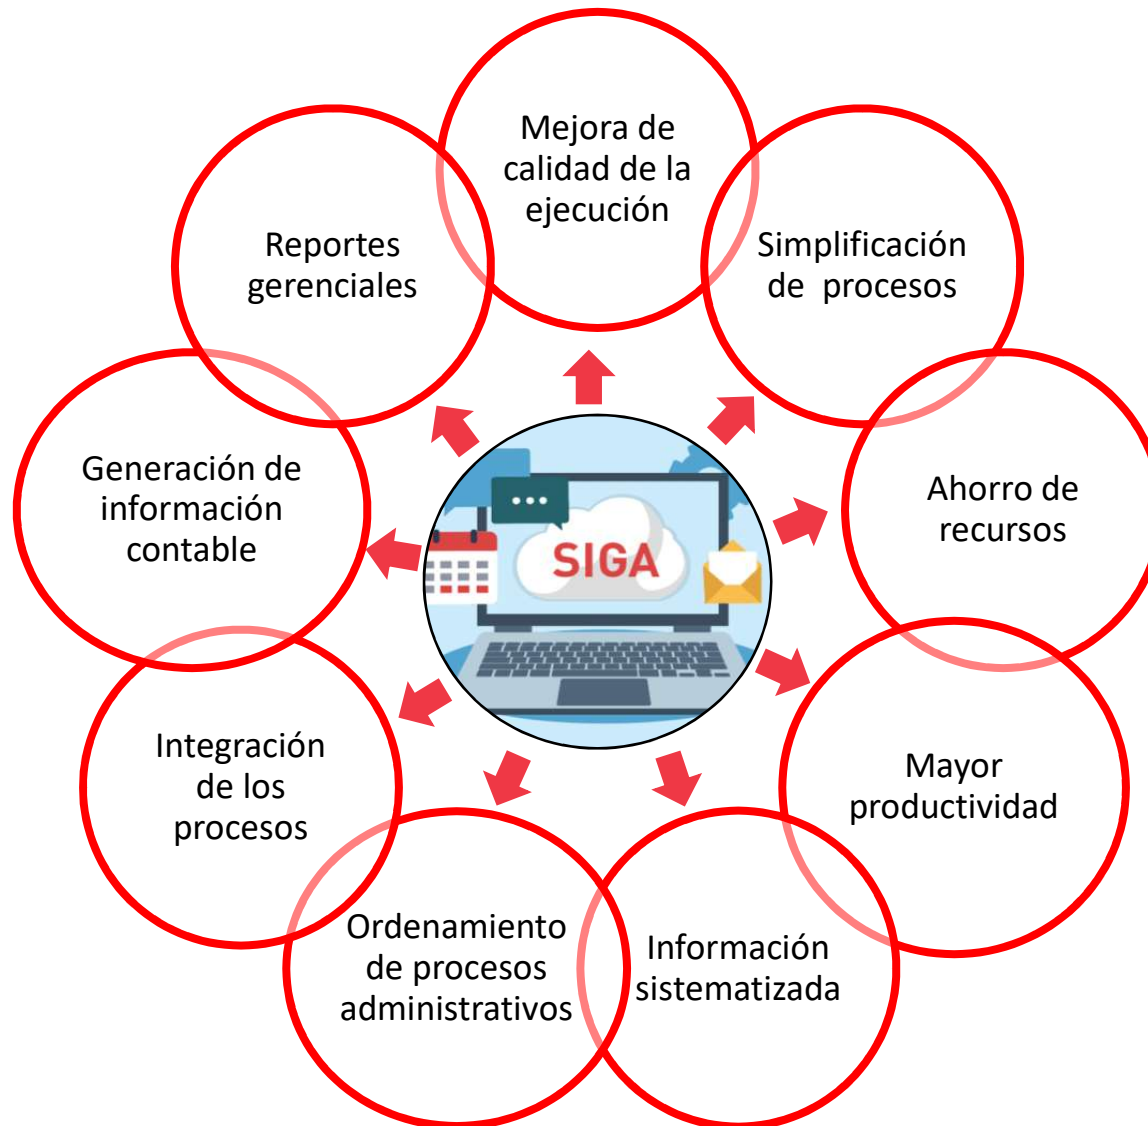 Mejora de
calidad de la
ejecución
Simplificación
de procesos
Ahorro de
recursos
Mayor
productividad
Información
sistematizada
Ordenamiento
de procesos
administrativos
Integración
de los
procesos
Generación de
información
contable
Reportes
gerenciales
SIGA